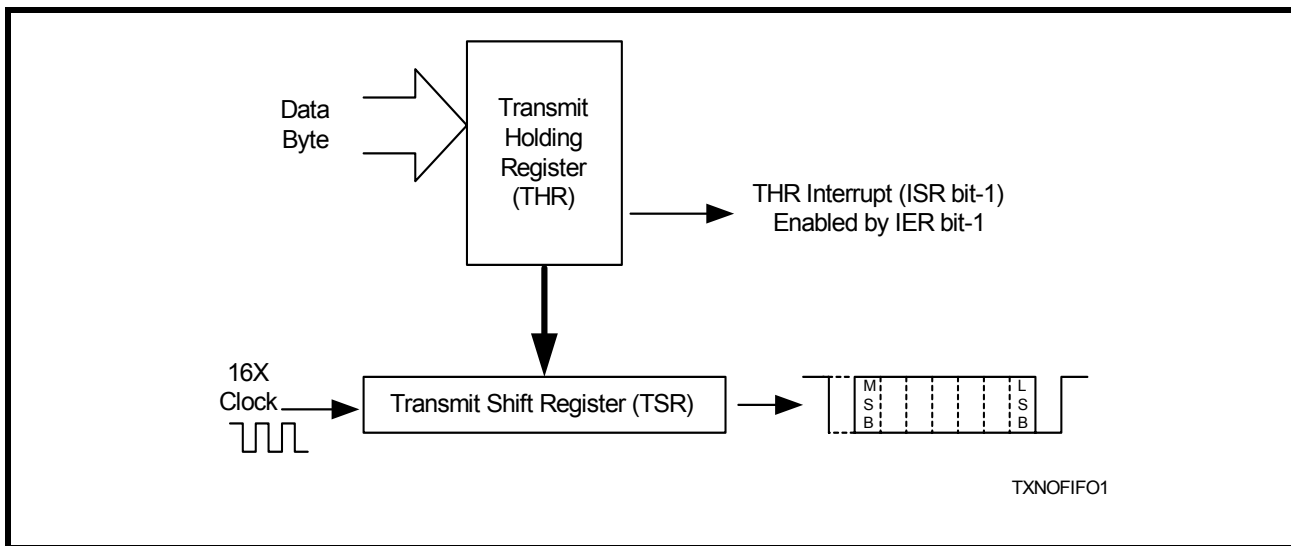 Data
Byte
Transmit
Holding
Register
(THR)
THR Interrupt (ISR bit-1)
Enabled by IER bit-1
16X
Clock
Transmit Shift Register (TSR)
M
S
B
L
S
B
TXNOFIFO1